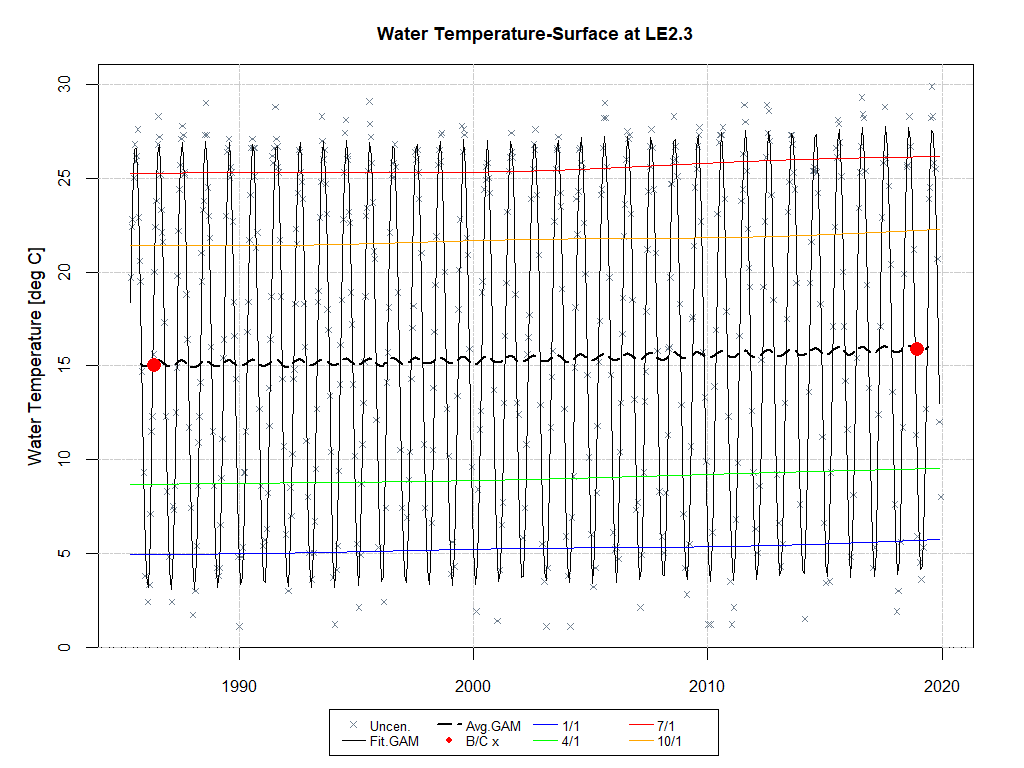 Water Temperature-Surface at LE2.3
Water Temperature [deg C]
30
25
20
15
10
5
0
1990 2000 2010 2020
Uncen. Avg.GAM 1/1 7/1
Fit.GAM B/C x 4/1 10/1